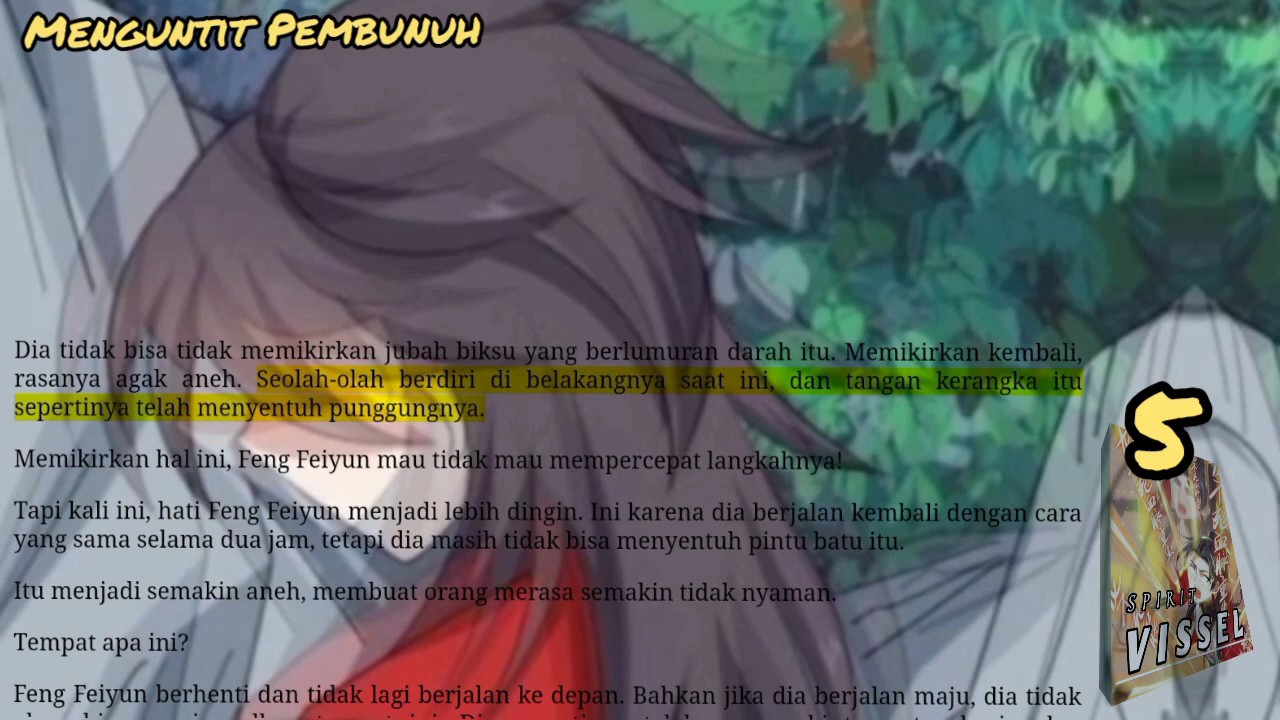 Menguntit Pembunuh
Dia tidak bisa tidak memikirkan jubah biksu yang berlumuran darah itu. Memikirkan kembali,
rasanya agak aneh. Seolah-olah berdiri di belakangnya saat ini, dan tangan kerangka itu
sepertinya telah menyentuh punggungnya.
Memikirkan hal ini, Feng Feiyun mau tidak mau mempercepat langkahnya!
Tapi kali ini, hati Feng Feiyun menjadi lebih dingin. Ini karena dia berjalan kembali dengan cara
yang sama selama dua jam, tetapi dia masih tidak bisa menyentuh pintu batu itu.
Itu menjadi semakin aneh, membuat orang merasa semakin tidak nyaman.
Tempat apa ini?
Feng Feiyun berhenti dan tidak lagi berjalan ke depan. Bahkan jika dia berjalan maju, dia tidak
5
SPIRIT
VISSEL